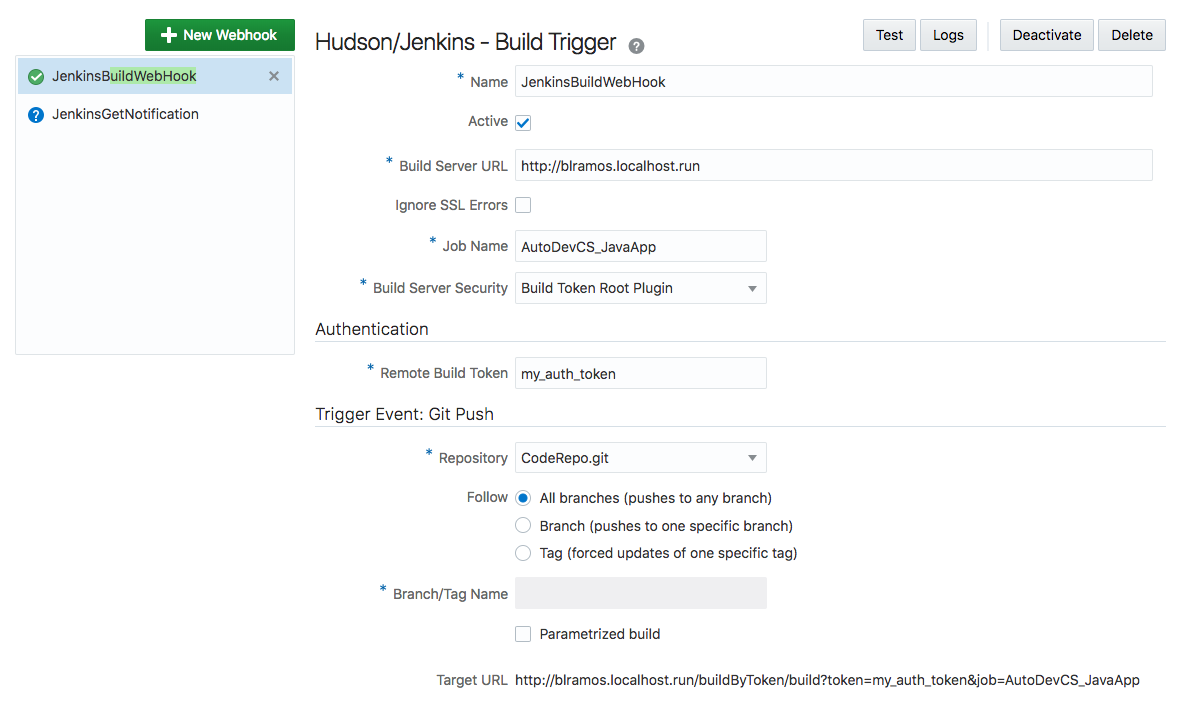 New Webhook
JenkinsBuildWebHook
JenkinsGetNotification
Hudson/Jenkins - Build Trigger
Test Logs Deactivate Delete
* Name JenkinsBuildWebHook
Active
* Build Server URL http://blramos.localhost.run
Ignore SSL Errors
* Job Name AutoDevCS_JavaApp
* Build Server Security Build Token Root Plugin
Authentication
* Remote Build Token my_auth_token
Trigger Event: Git Push
* Repository CodeRepo.git
Follow All branches (pushes to any branch)
Branch (pushes to one specific branch)
Tag (forced updates of one specific tag)
* Branch/Tag Name
Parametrized build
Target URL http://blramos.localhost.run/buildByToken/build?token=my_auth_token&job=AutoDevCS_JavaApp